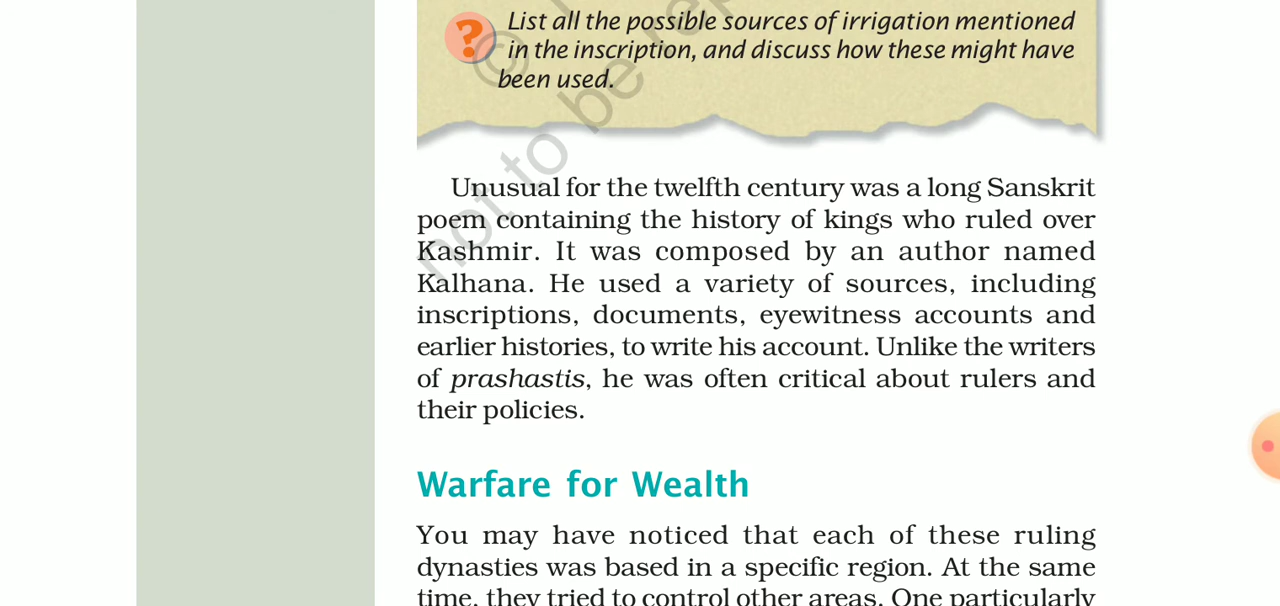 List all the possible sources of irrigation mentioned
in the inscription, and discuss how these might have
been used.
Unusual for the twelfth century was a long Sanskrit
poem containing the history of kings who ruled over
Kashmir. It was composed by an author named
Kalhana. He used a variety of sources, including
inscriptions, documents, eyewitness accounts and
earlier histories, to write his account. Unlike the writers
of prashastis, he was often critical about rulers and
their policies.
Warfare for Wealth
You may have noticed that each of these ruling
dynasties was based in a specific region. At the same
time, they tried to control other areas. One particularly
©
not to be rep
?